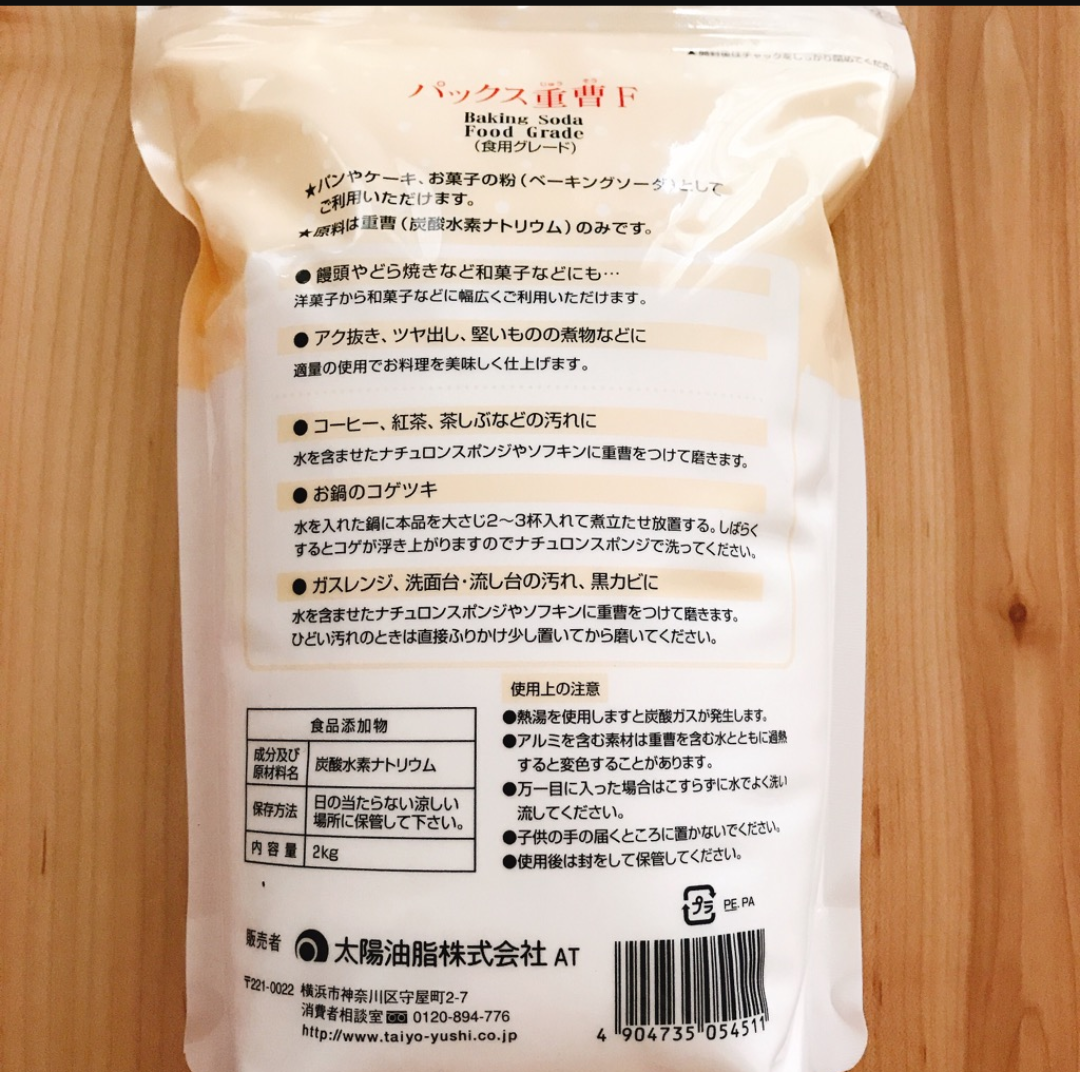 ★開封後はチャックをしっかり閉めてください
じゅう そう
パックス重曹F
Baking Soda
Food Grade
(食用グレード)
★パンやケーキ、お菓子の粉(ベーキングソーダ)として
ご利用いただけます。
★原料は重曹(炭酸水素ナトリウム)のみです。
●饅頭やどら焼きなど和菓子などにも…
洋菓子から和菓子などに幅広くご利用いただけます。
●アク抜き、ツヤ出し、堅いものの煮物などに
適量の使用でお料理を美味しく仕上げます。
●コーヒー、紅茶、茶しぶなどの汚れに
水を含ませたナチュロンスポンジやソフキンに重曹をつけて磨きます。
●お鍋のコゲツキ
水を入れた鍋に本品を大さじ2〜3杯入れて煮立たせ放置する。しばらく
するとコゲが浮き上がりますのでナチュロンスポンジで洗ってください。
●ガスレンジ、洗面台・流し台の汚れ、黒カビに
水を含ませたナチュロンスポンジやソフキンに重曹をつけて磨きます。
ひどい汚れのときは直接ふりかけ少し置いてから磨いてください。
食品添加物
成分及び
原材料名
炭酸水素ナトリウム
保存方法
日の当たらない涼しい
場所に保管して下さい。
内容量 2kg
使用上の注意
●熱湯を使用しますと炭酸ガスが発生します。
●アルミを含む素材は重曹を含む水とともに過熱
すると変色することがあります。
●万一目に入った場合はこすらずに水でよく洗い
流してください。
●子供の手の届くところに置かないでください。
●使用後は封をして保管してください。
プラ PE.PA
販売者 太陽油脂株式会社 AT
〒221-0022 横浜市神奈川区守屋町2-7
消費者相談室 0120-894-776
http://www.taiyo-yushi.co.jp
4 904735 054511